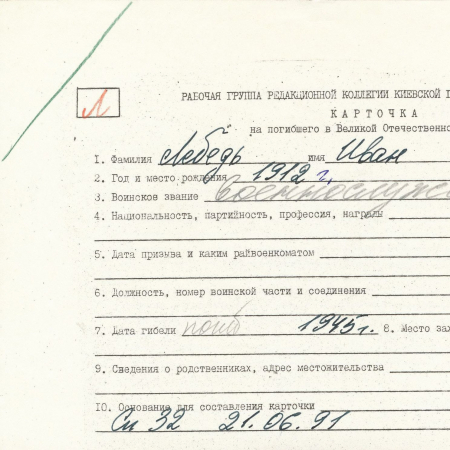 Л
РАБОЧАЯ ГРУППА РЕДАКЦИОННОЙ КОЛЛЕГИИ КИЕВСКОЙ
КАРТОЧКА
на погибшего в Великой Отечественно
1. Фамилия Лебедь имя Иван
2. Год и место рождения 1912 г.
3. Воинское звание военнослуж
4. Национальность, партийность, профессия, награды
5. Дата призыва и каким райвоенкоматом
6. Должность, номер воинской части и соединения
7. Дата гибели погиб 1945 г. 8. Место за
9. Сведения о родственниках, адрес местожительства
10. Основание для составления карточки
Сп 32 21.06.91